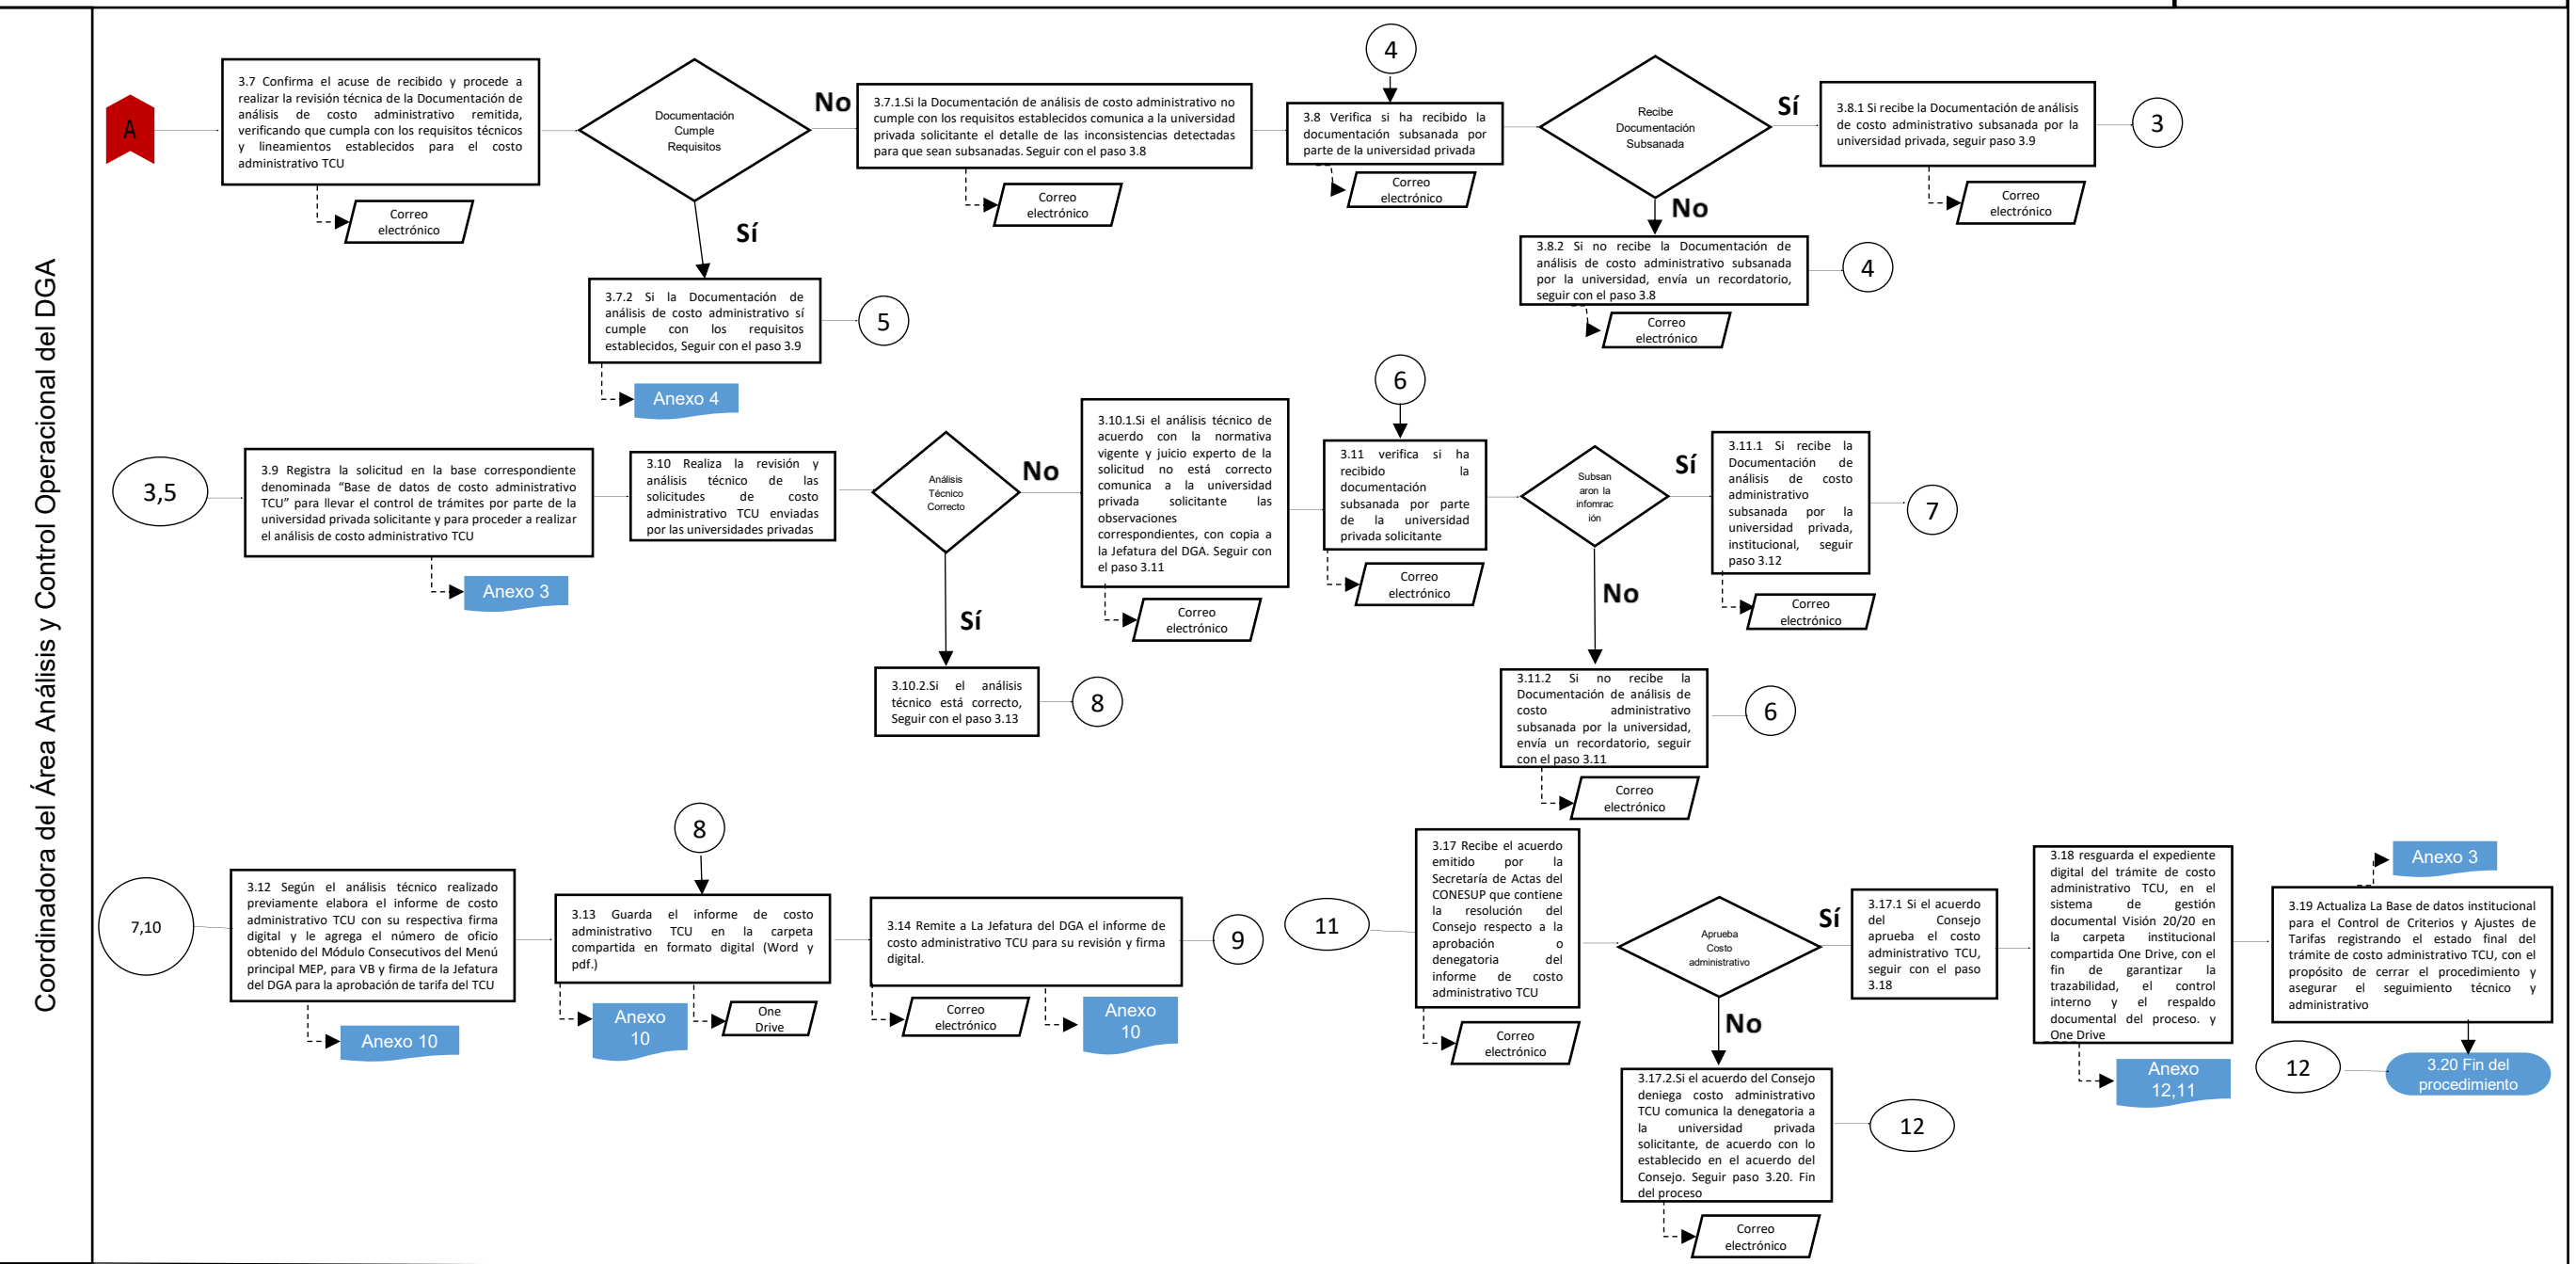 Coordinadora del Área Análisis y Control Operacional del DGA
A
3.7 Confirma el acuse de recibido y procede a
realizar la revisión técnica de la Documentación de
análisis de costo administrativo remitida,
verificando que cumpla con los requisitos técnicos
y lineamientos establecidos para el costo
administrativo TCU
Correo
electrónico
Documentación
Cumple
Requisitos
No
3.7.1.Si la Documentación de análisis de costo administrativo no
cumple con los requisitos establecidos comunica a la universidad
privada solicitante el detalle de las inconsistencias detectadas
para que sean subsanadas. Seguir con el paso 3.8
Correo
electrónico
4
3.8 Verifica si ha recibido la
documentación subsanada por
parte de la universidad privada
Correo
electrónico
Recibe
Documentación
Subsanada
Sí
3.8.1 Si recibe la Documentación de análisis
de costo administrativo subsanada por la
universidad privada, seguir paso 3.9
3
Correo
electrónico
No
3.8.2 Si no recibe la Documentación de
análisis de costo administrativo subsanada
por la universidad, envía un recordatorio,
seguir con el paso 3.8
4
Correo
electrónico
Sí
3.7.2 Si la Documentación de
análisis de costo administrativo sí
cumple con los requisitos
establecidos, Seguir con el paso 3.9
5
Anexo 4
3,5
3.9 Registra la solicitud en la base correspondiente
denominada “Base de datos de costo administrativo
TCU” para llevar el control de trámites por parte de la
universidad privada solicitante y para proceder a realizar
el análisis de costo administrativo TCU
Anexo 3
3.10 Realiza la revisión y
análisis técnico de las
solicitudes de costo
administrativo TCU enviadas
por las universidades privadas
Análisis
Técnico
Correcto
No
3.10.1.Si el análisis técnico de
acuerdo con la normativa
vigente y juicio experto de la
solicitud no está correcto
comunica a la universidad
privada solicitante las
observaciones
correspondientes, con copia a
la Jefatura del DGA. Seguir con
el paso 3.11
Correo
electrónico
6
3.11 verifica si ha
recibido la
documentación
subsanada por parte
de la universidad
privada solicitante
Correo
electrónico
Subsan
aron la
infomrac
ión
Sí
3.11.1 Si recibe la
Documentación de
análisis de costo
administrativo
subsanada por la
universidad privada,
institucional, seguir
paso 3.12
7
Correo
electrónico
No
3.11.2 Si no recibe la
Documentación de análisis de
costo administrativo
subsanada por la universidad,
envía un recordatorio, seguir
con el paso 3.11
6
Correo
electrónico
Sí
3.10.2.Si el análisis
técnico está correcto,
Seguir con el paso 3.13
8
7,10
3.12 Según el análisis técnico realizado
previamente elabora el informe de costo
administrativo TCU con su respectiva firma
digital y le agrega el número de oficio
obtenido del Módulo Consecutivos del Menú
principal MEP, para VB y firma de la Jefatura
del DGA para la aprobación de tarifa del TCU
Anexo 10
8
3.13 Guarda el informe de costo
administrativo TCU en la carpeta
compartida en formato digital (Word y
pdf.)
Anexo
10
One
Drive
3.14 Remite a La Jefatura del DGA el informe de
costo administrativo TCU para su revisión y firma
digital.
9
Correo
electrónico
Anexo
10
11
3.17 Recibe el acuerdo
emitido por la
Secretaría de Actas del
CONESUP que contiene
la resolución del
Consejo respecto a la
aprobación o
denegatoria del
informe de costo
administrativo TCU
Correo
electrónico
Aprueba
Costo
administrativo
Sí
3.17.1 Si el acuerdo
del Consejo
aprueba el costo
administrativo TCU,
seguir con el paso
3.18
3.18 resguarda el expediente
digital del trámite de costo
administrativo TCU, en el
sistema de gestión
documental Visión 20/20 en
la carpeta institucional
compartida One Drive, con el
fin de garantizar la
trazabilidad, el control
interno y el respaldo
documental del proceso. y
One Drive
Anexo
12,11
Anexo 3
3.19 Actualiza La Base de datos institucional
para el Control de Criterios y Ajustes de
Tarifas registrando el estado final del
trámite de costo administrativo TCU, con el
propósito de cerrar el procedimiento y
asegurar el seguimiento técnico y
administrativo
12
3.20 Fin del
procedimiento
No
3.17.2.Si el acuerdo del Consejo
deniega costo administrativo
TCU comunica la denegatoria a
la universidad privada
solicitante, de acuerdo con lo
establecido en el acuerdo del
Consejo. Seguir paso 3.20. Fin
del proceso
12
Correo
electrónico